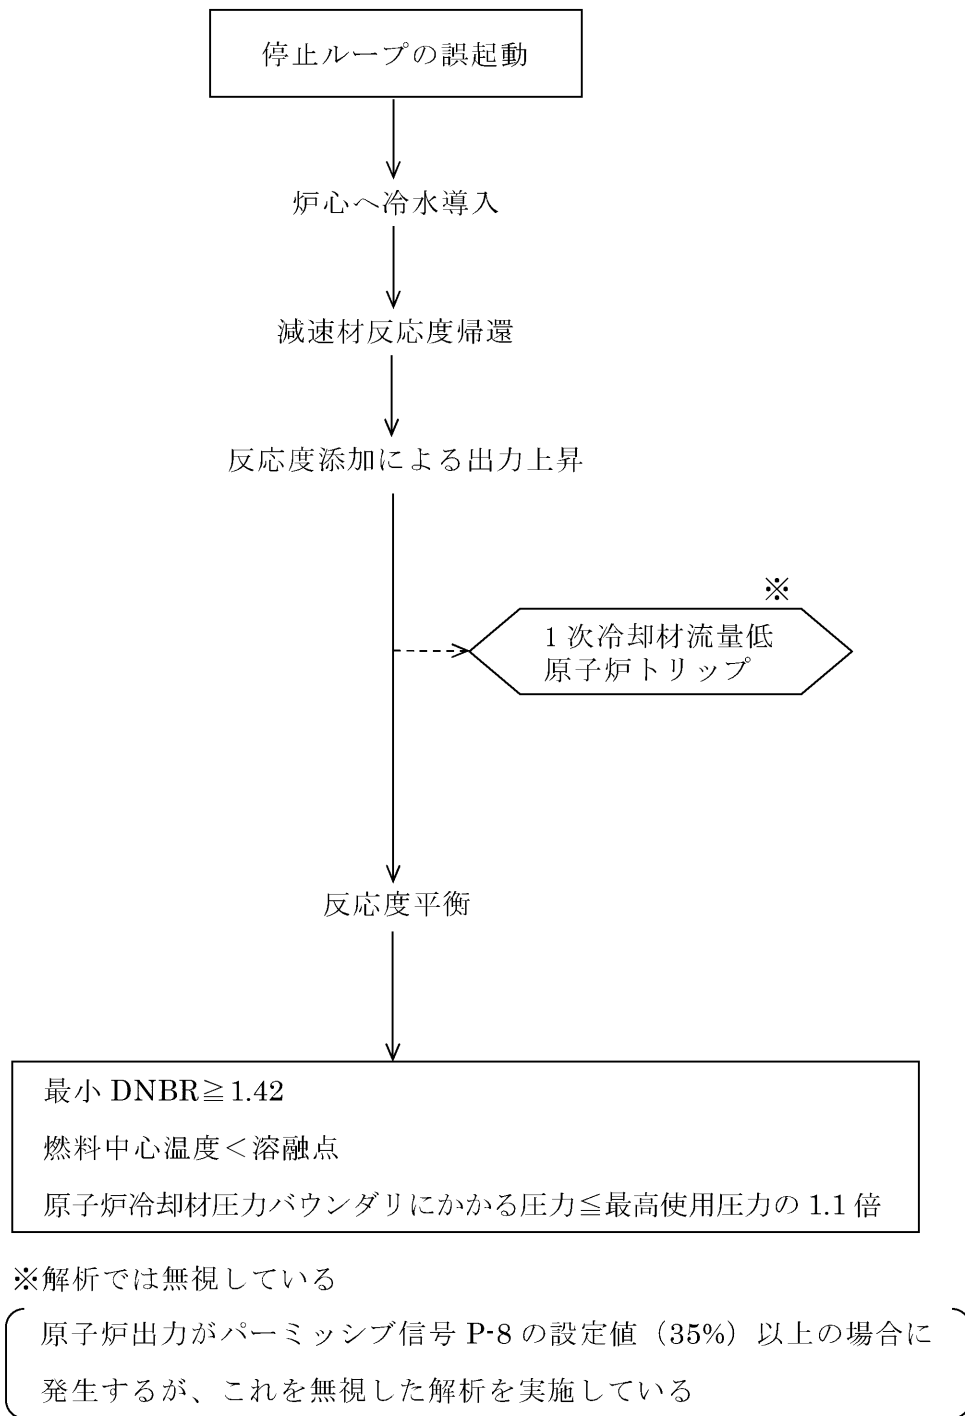 停止ループの誤起動
炉心へ冷水導入
減速材反応度帰還
反応度添加による出力上昇
※
1次冷却材流量低
原子炉トリップ
反応度平衡
最小 DNBR≧1.42
燃料中心温度<溶融点
原子炉冷却材圧力バウンダリにかかる圧力≦最高使用圧力の 1.1 倍
※解析では無視している
原子炉出力がパーミッシブ信号 P-8 の設定値（35%）以上の場合に
発生するが、これを無視した解析を実施している